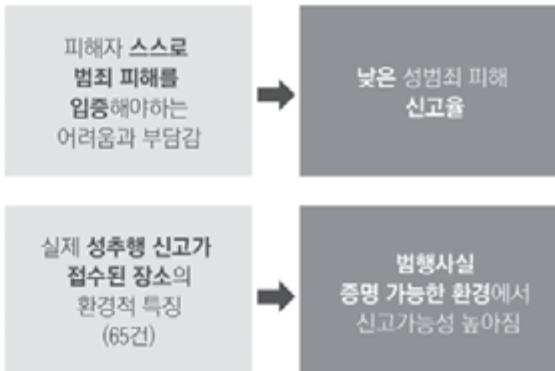 피해자 스스로
범죄 피해를
입증해야하는
어려움과 부담감
낮은 성범죄 피해
신고율
실제 성추행 신고가
접수된 장소의
환경적 특징
(65건)
범행사실
증명 가능한 환경에서
신고가능성 높아짐